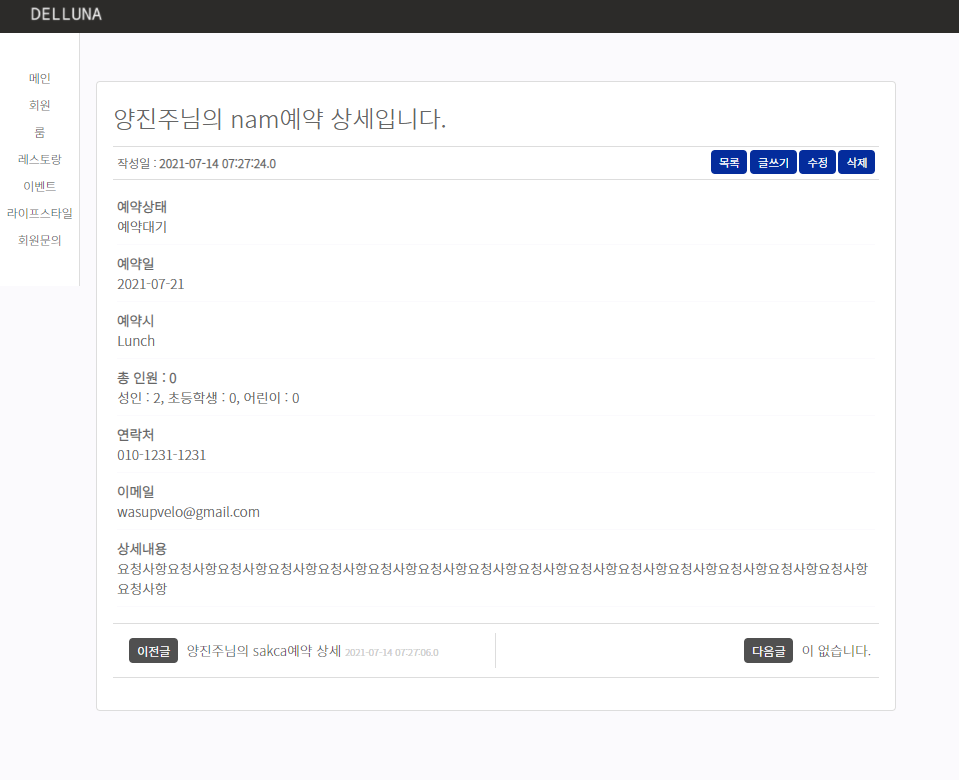 DELLUNA
메인
회원
룸
레스토랑
이벤트
라이프스타일
회원문의
양진주님의 nam예약 상세입니다.
작성일 : 2021-07-14 07:27:24.0 목록 글쓰기 수정 삭제
예약상태
예약대기
예약일
2021-07-21
예약시
Lunch
총 인원 : 0
성인 : 2, 초등학생 : 0, 어린이 : 0
연락처
010-1231-1231
이메일
wasupvelo@gmail.com
상세내용
요청사항요청사항요청사항요청사항요청사항요청사항요청사항요청사항요청사항요청사항요청사항요청사항요청사항요청사항요청사항
요청사항
이전글 양진주님의 sakca예약 상세 2021-07-14 07:27:06.0 다음글 이 없습니다.